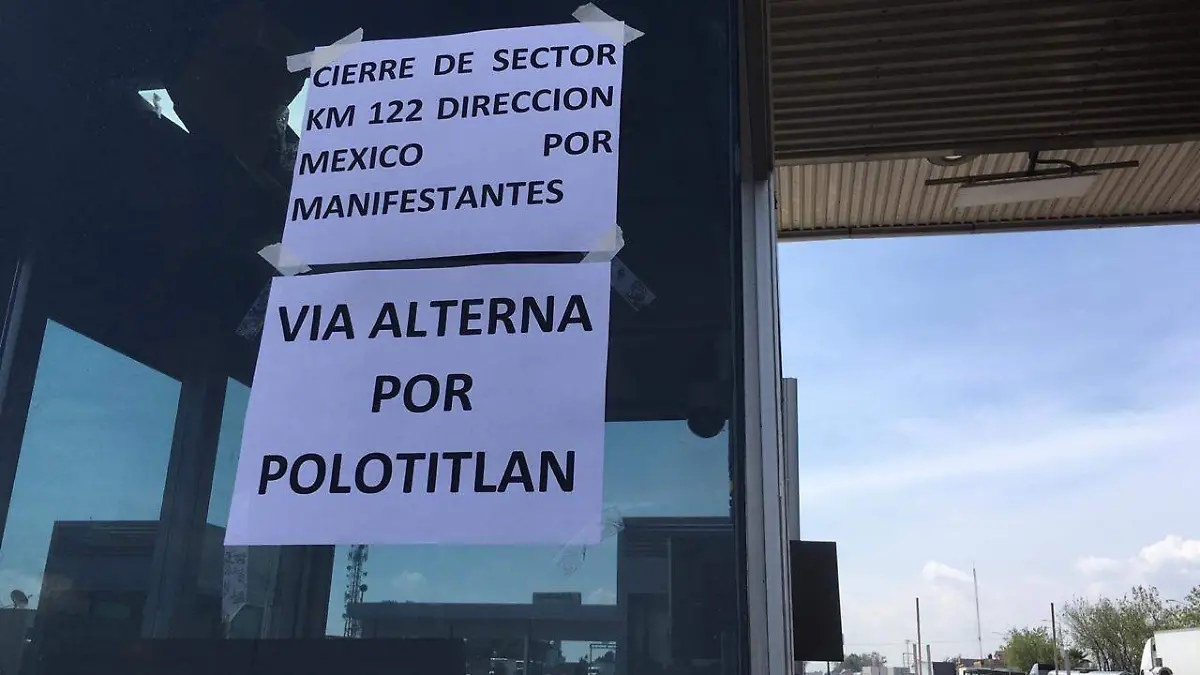 CIERRE DE SECTOR
KM 122 DIRECCION
MEXICO POR
MANIFESTANTES
VIA ALTERNA
POR
POLOTITLAN